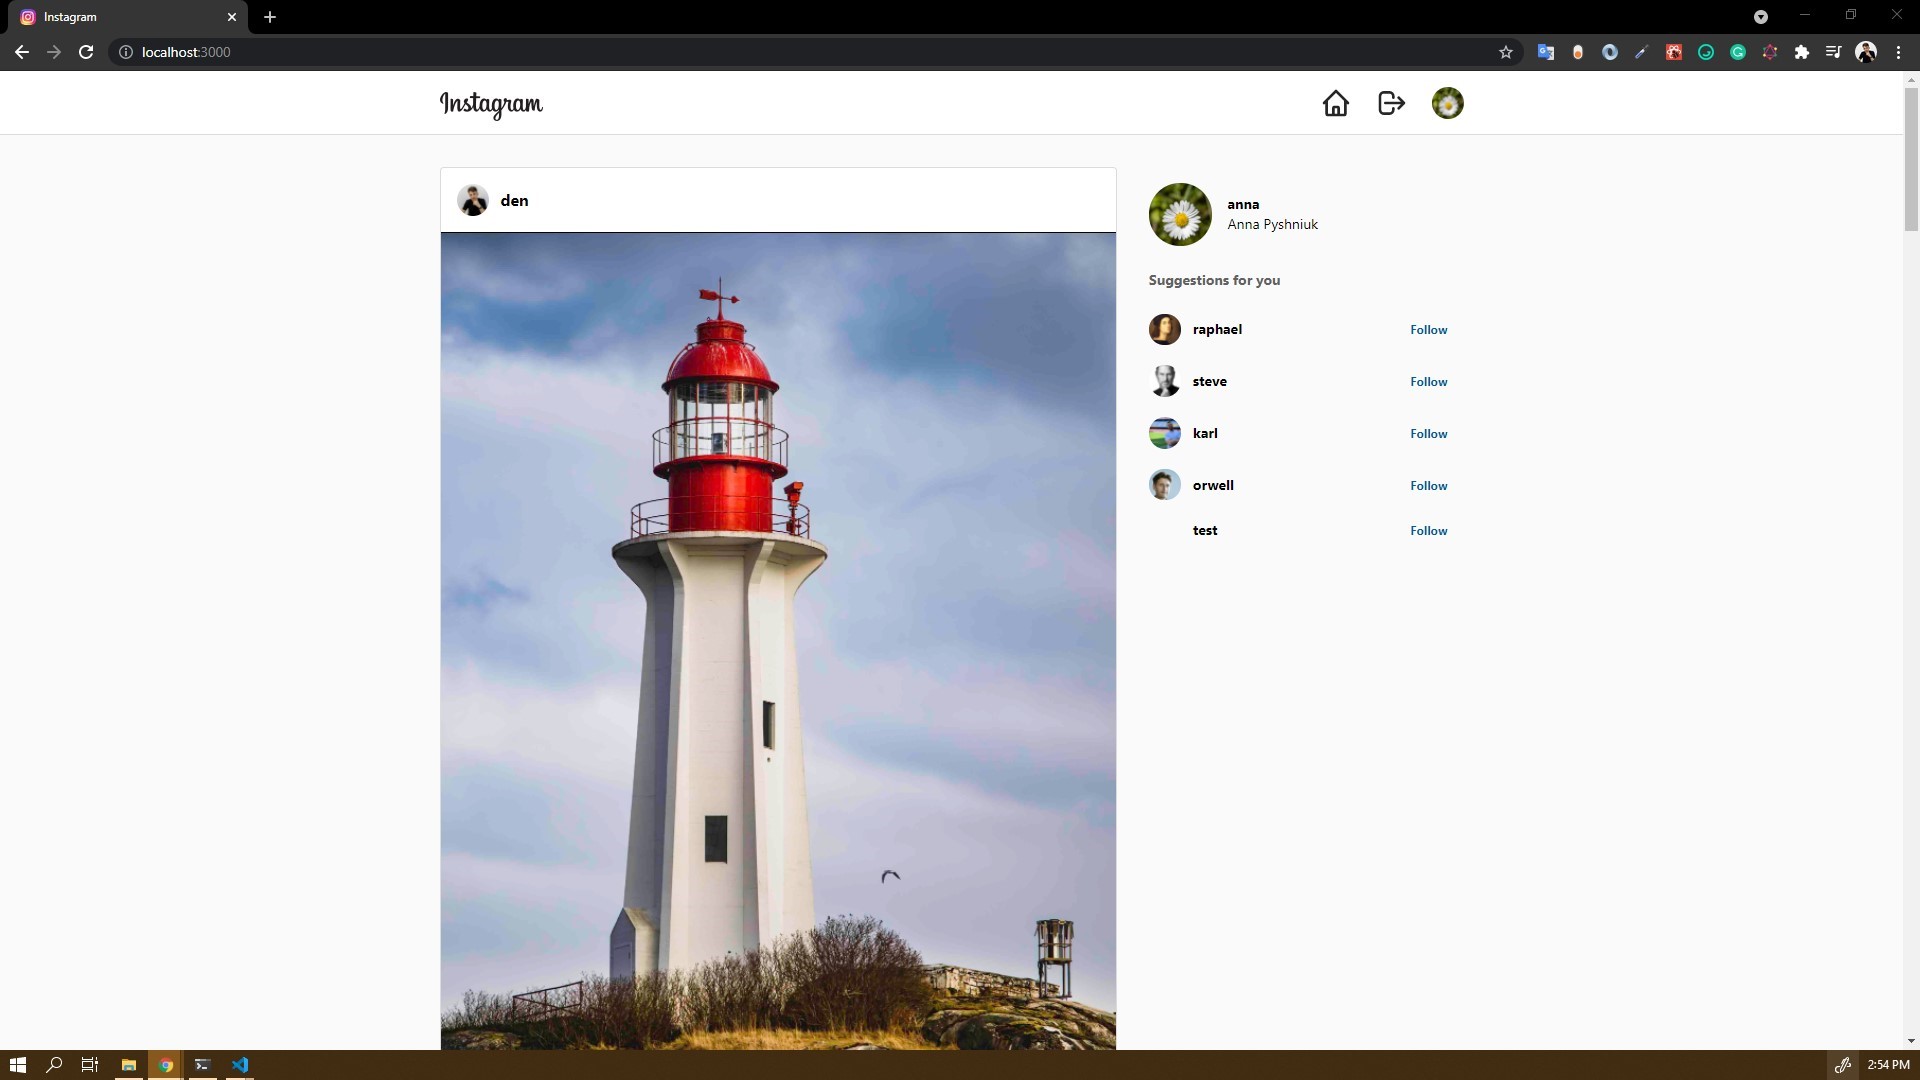 Instagram
localhost:3000
Instagram
den
anna
Anna Pyshniuk
Suggestions for you
raphael Follow
steve Follow
karl Follow
orwell Follow
test Follow
2:54 PM